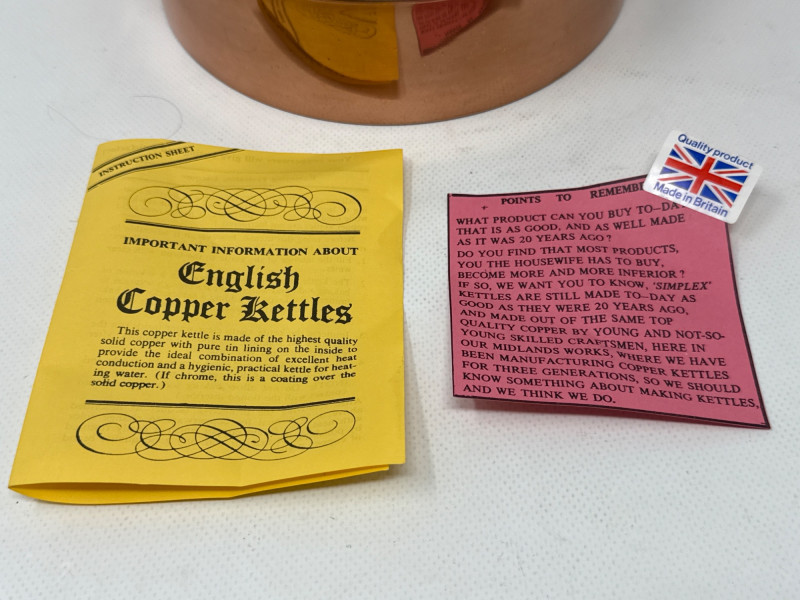 INSTRUCTION SHEET
IMPORTANT INFORMATION ABOUT
English
Copper Kettles
This copper kettle is made of the highest quality
solid copper with pure tin lining on the inside to
provide the ideal combination of excellent heat
conduction and a hygienic, practical kettle for heat-
ing water. (If chrome, this is a coating over the
solid copper.)
POINTS TO REMEMBE
WHAT PRODUCT CAN YOU BUY TO-DA
THAT IS AS GOOD, AND AS WELL MADE
AS IT WAS 20 YEARS AGO?
DO YOU FIND THAT MOST PRODUCTS,
YOU THE HOUSEWIFE HAS TO BUY,
BECOME MORE AND MORE INFERIOR?
IF SO, WE WANT YOU TO KNOW, 'SIMPLEX'
KETTLES ARE STILL MADE TO-DAY AS
GOOD AS THEY WERE 20 YEARS AGO,
AND MADE OUT OF THE SAME TOP
QUALITY COPPER BY YOUNG AND NOT-SO-
YOUNG SKILLED CRAFTSMEN, HERE IN
OUR MIDLANDS WORKS, WHERE WE HAVE
BEEN MANUFACTURING COPPER KETTLES
FOR THREE GENERATIONS, SO WE SHOULD
KNOW SOMETHING ABOUT MAKING KETTLES,
AND WE THINK WE DO.
Quality product
Made in Britain